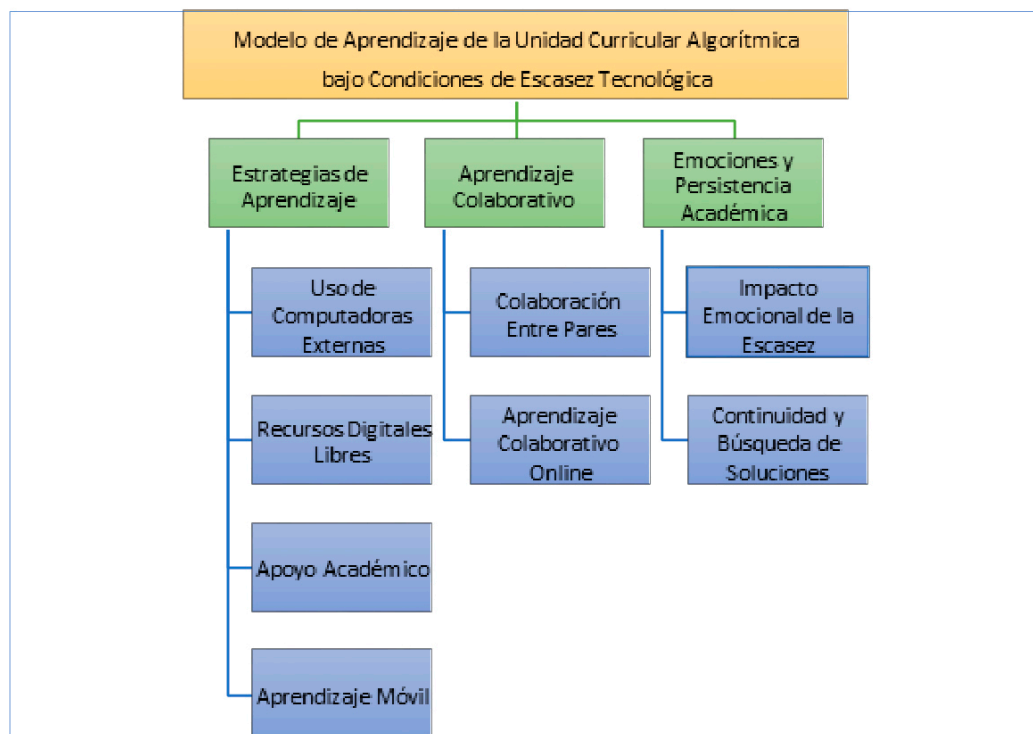 Modelo de Aprendizaje de la Unidad Curricular Algorítmica
bajo Condiciones de Escasez Tecnológica
Estrategias de
Aprendizaje
Uso de
Computadoras
Externas
Recursos Digitales
Libres
Apoyo Académico
Aprendizaje Móvil
Aprendizaje
Colaborativo
Colaboración
Entre Pares
Aprendizaje
Colaborativo
Online
Emociones y
Persistencia
Académica
Impacto
Emocional de la
Escasez
Continuidad y
Búsqueda de
Soluciones